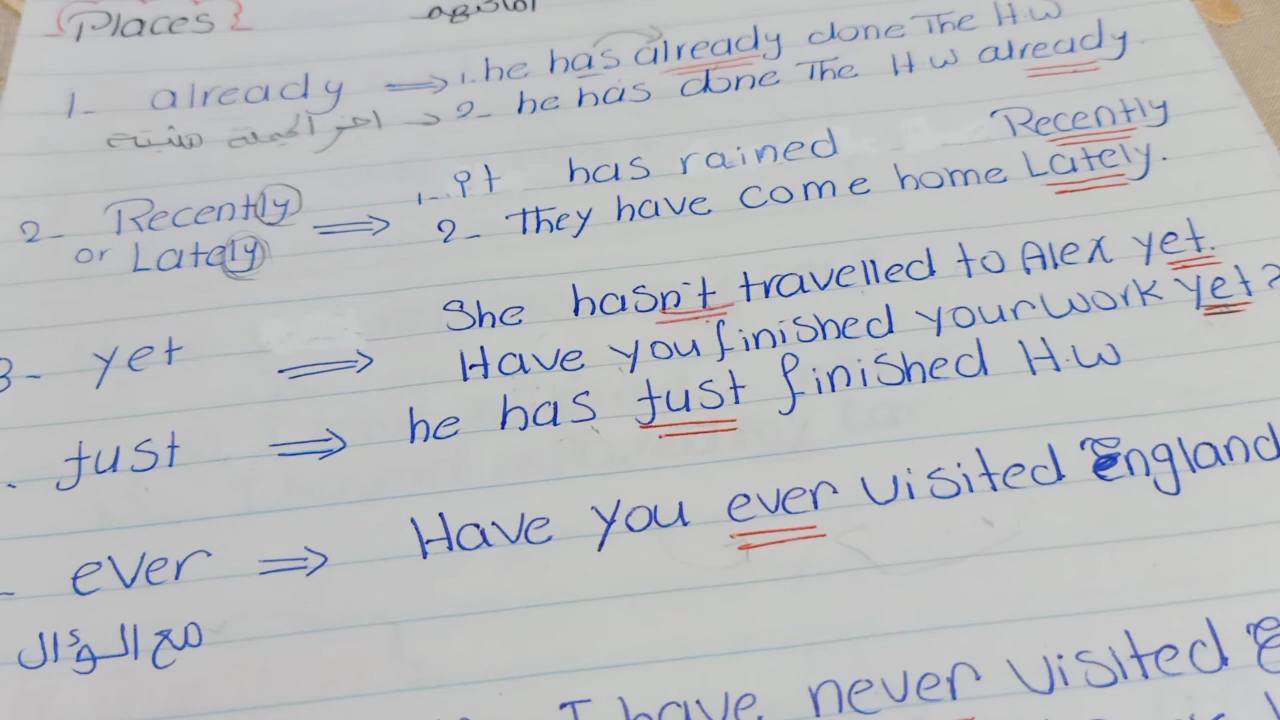 Places
1- already ⟹ 1. he has already done The H.W
2- he has done The H W already
اخر الجملة مثبتة
2- Recently ⟹ 1- It has rained Recently
or Lately 2- They have come home Lately.
3- yet ⟹ She hasn't travelled to Alex yet.
Have you finished your work yet?
. Just ⟹ he has Just finished H.W
- ever ⟹ Have you ever visited England
مع السؤال
I have never visited